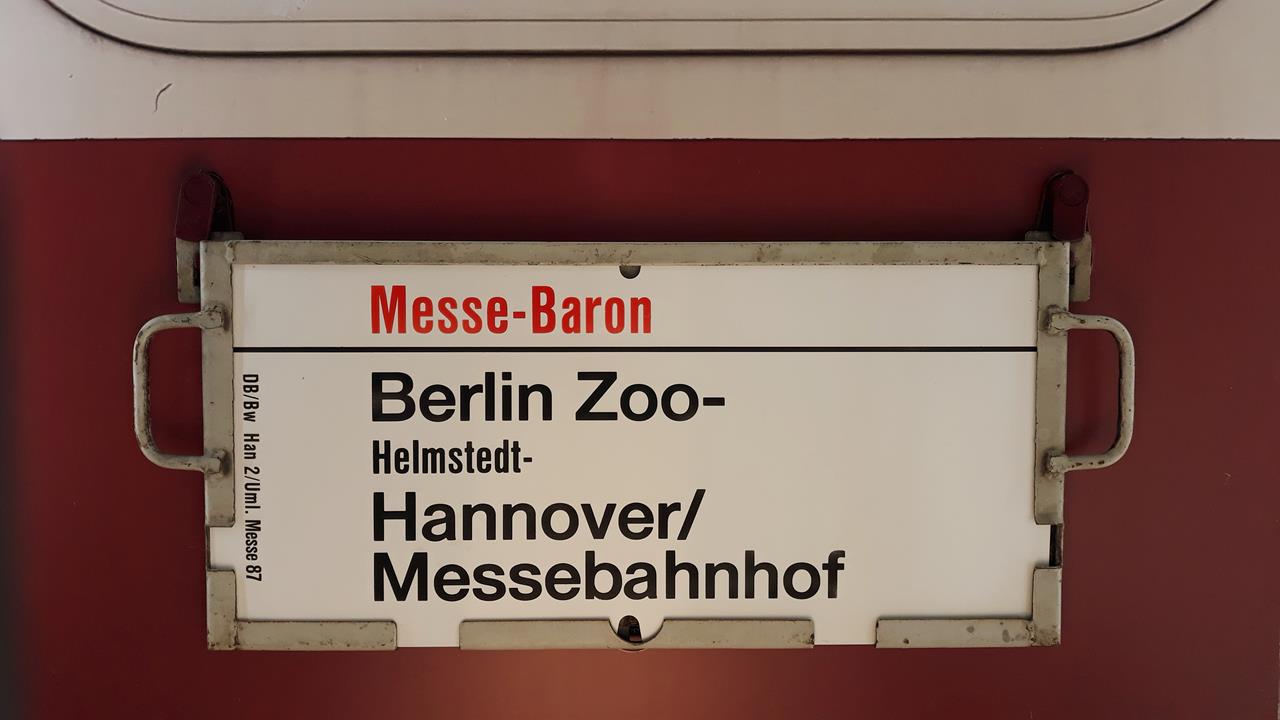 Messe-Baron
Berlin Zoo-
Helmstedt-
Hannover/
Messebahnhof
DB/Bw Han 2/Uml. Messe 87